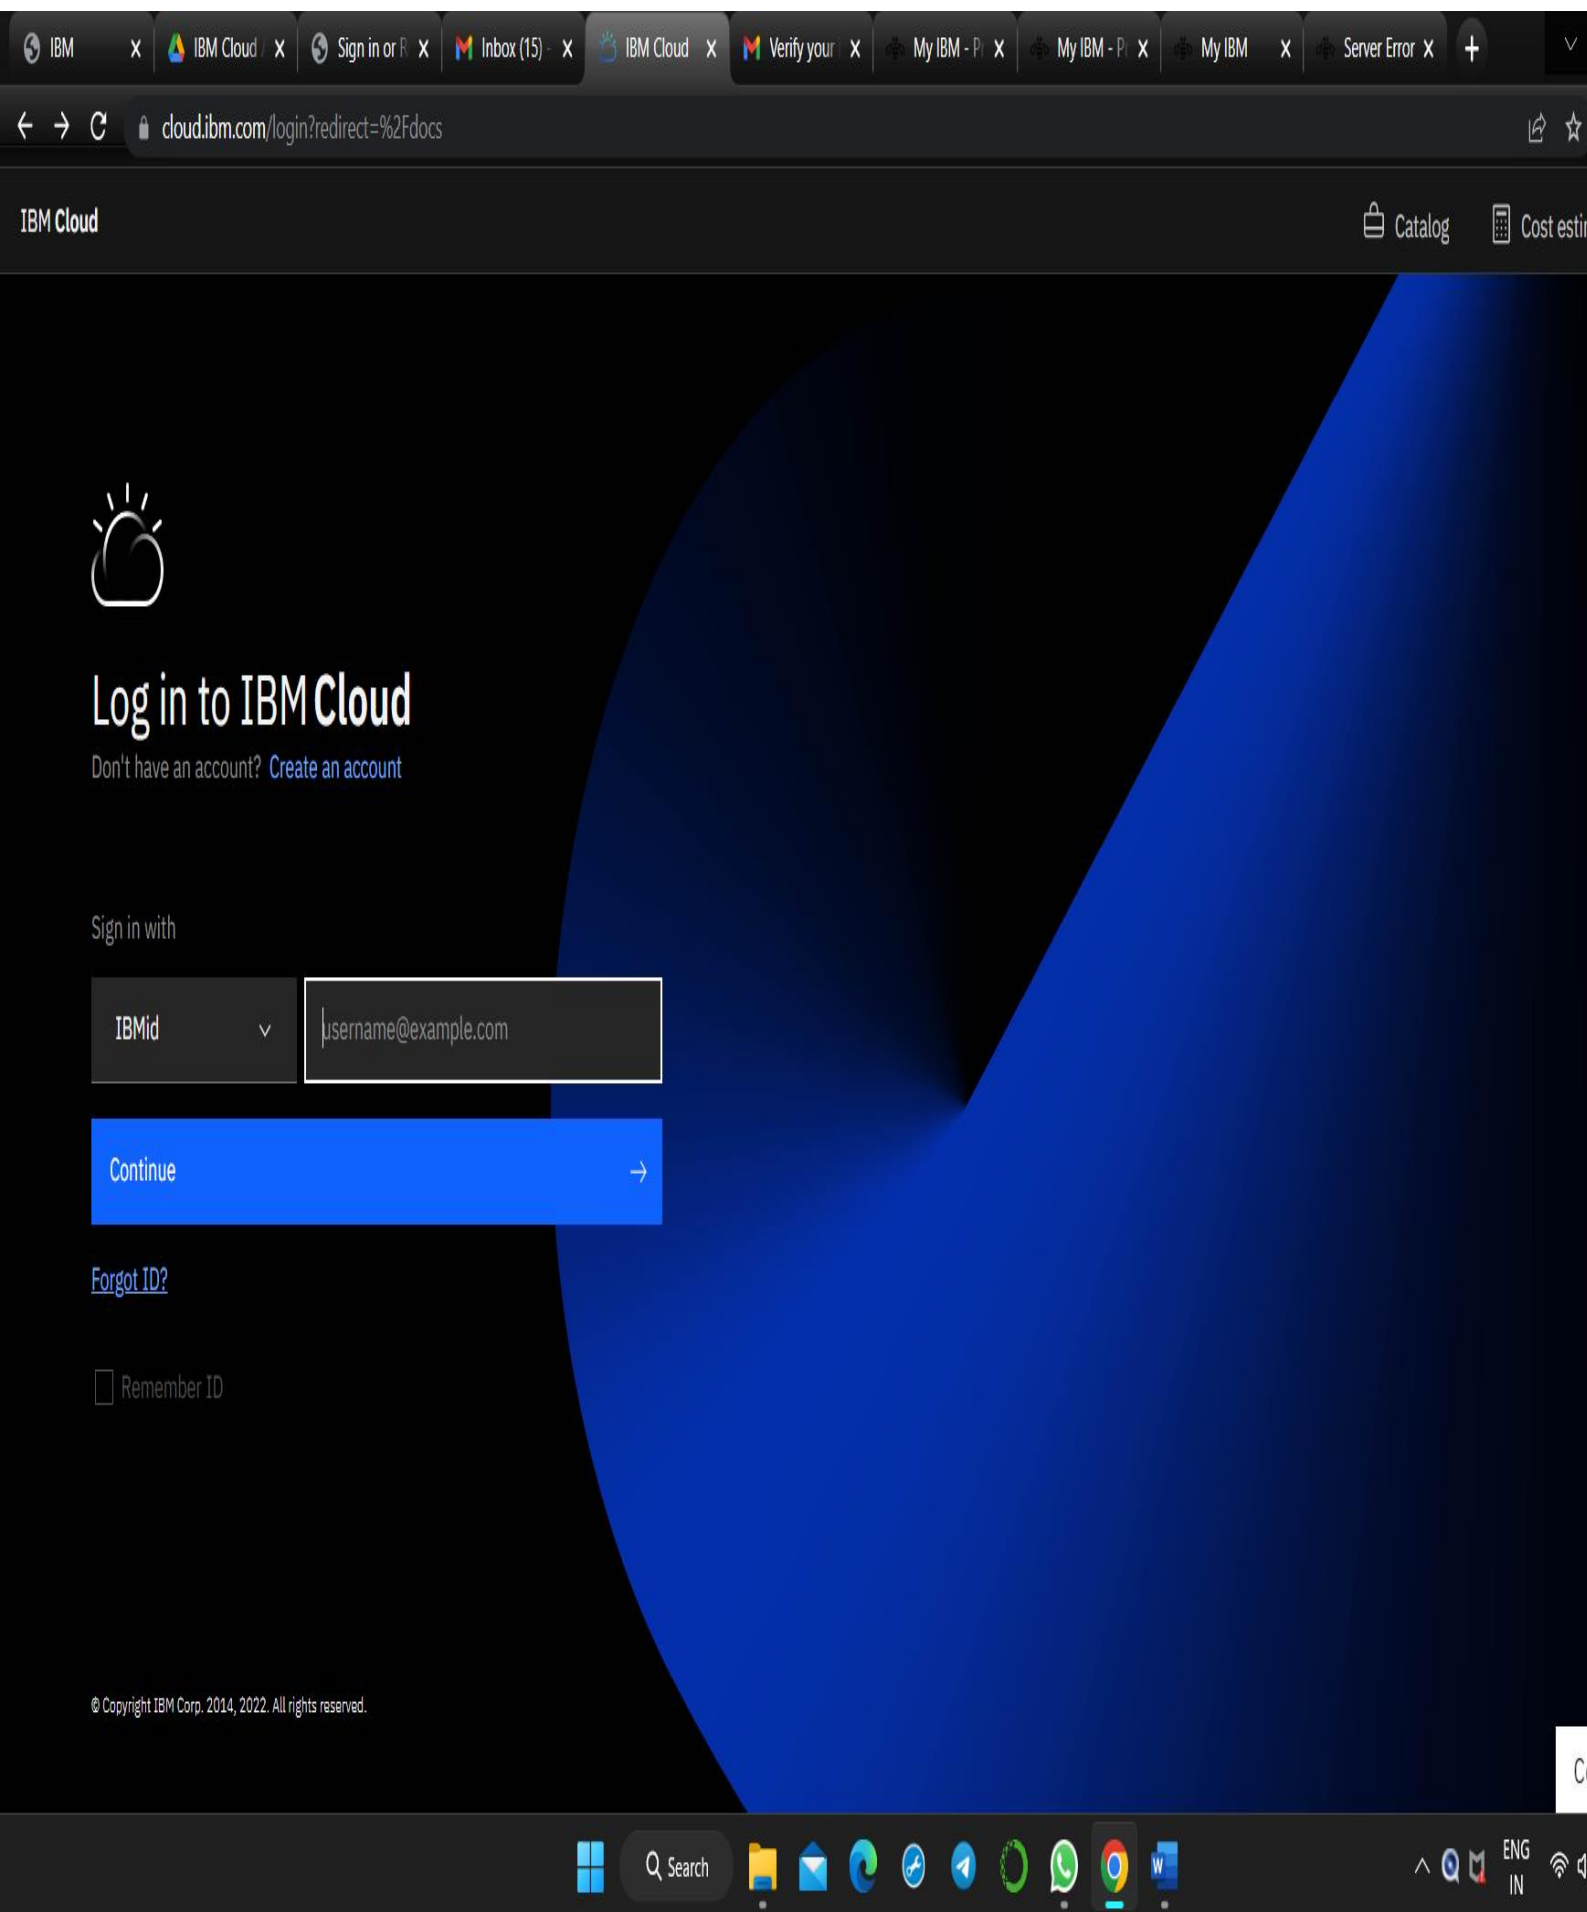 IBM IBM Cloud / Sign in or R Inbox (15) - IBM Cloud Verify your My IBM - Pr My IBM - Pr My IBM Server Error
cloud.ibm.com/login?redirect=%2Fdocs
IBM Cloud Catalog Cost estim
Log in to IBM Cloud
Don't have an account? Create an account
Sign in with
IBMid username@example.com
Continue
Forgot ID?
Remember ID
© Copyright IBM Corp. 2014, 2022. All rights reserved.
Search
ENG
IN